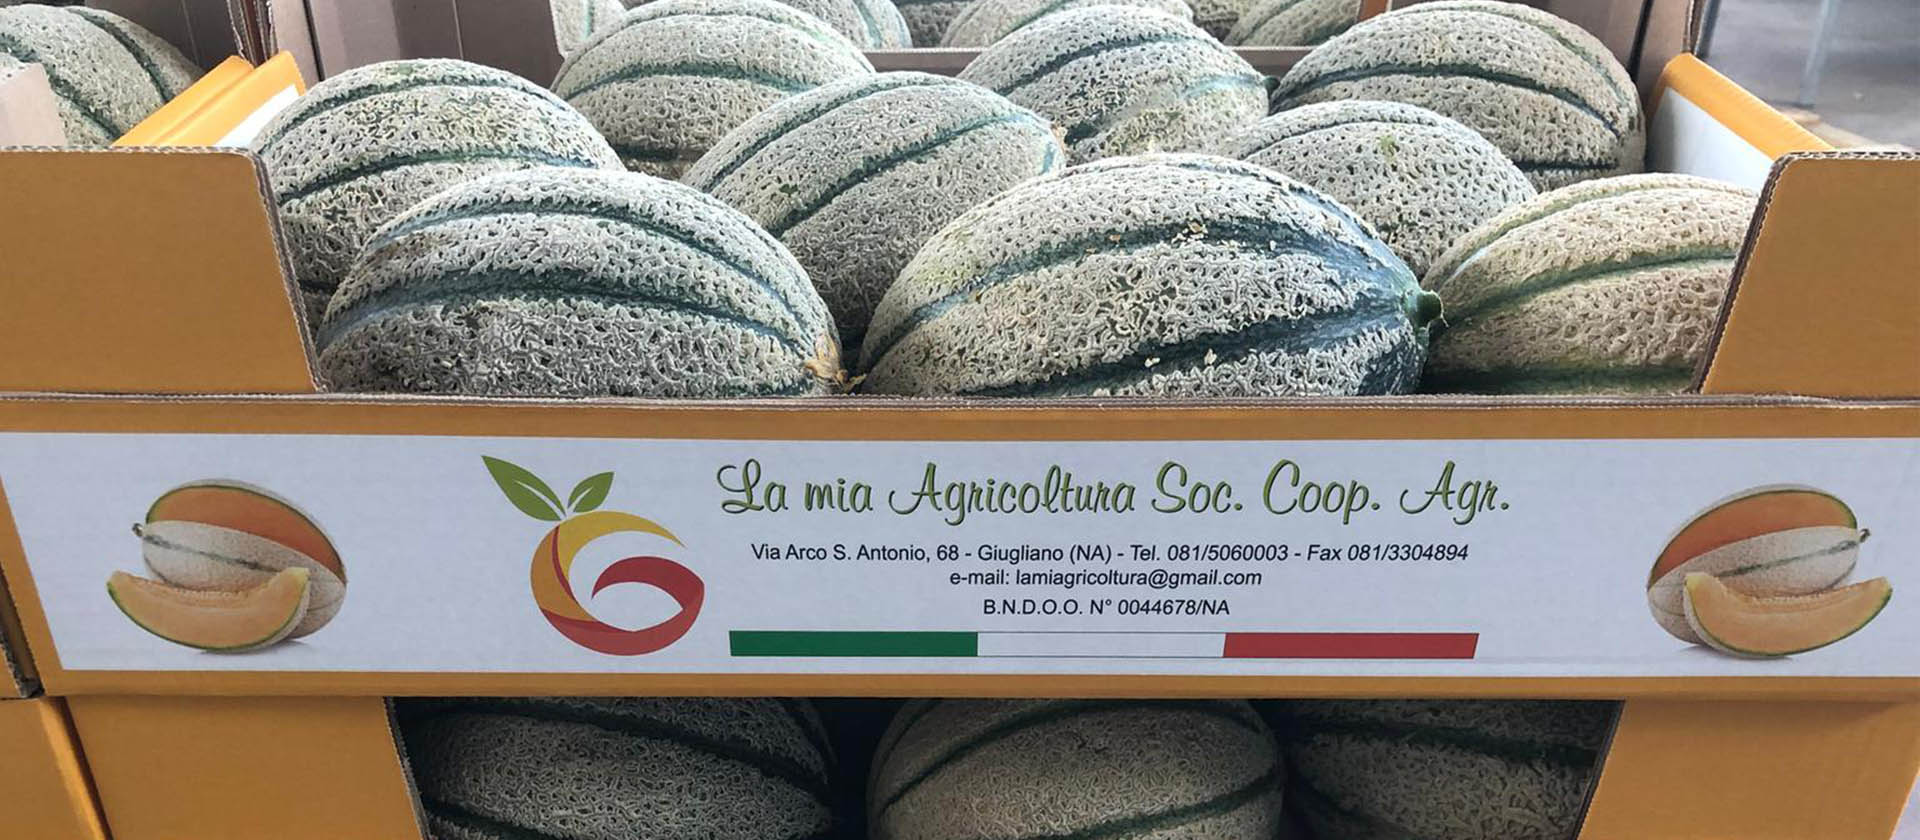 La mia Agricoltura Soc. Coop. Agr.
Via Arco S. Antonio, 68 - Giugliano (NA) - Tel. 081/5060003 - Fax 081/3304894
e-mail: lamiagricoltura@gmail.com
B.N.D.O.O. N° 0044678/NA